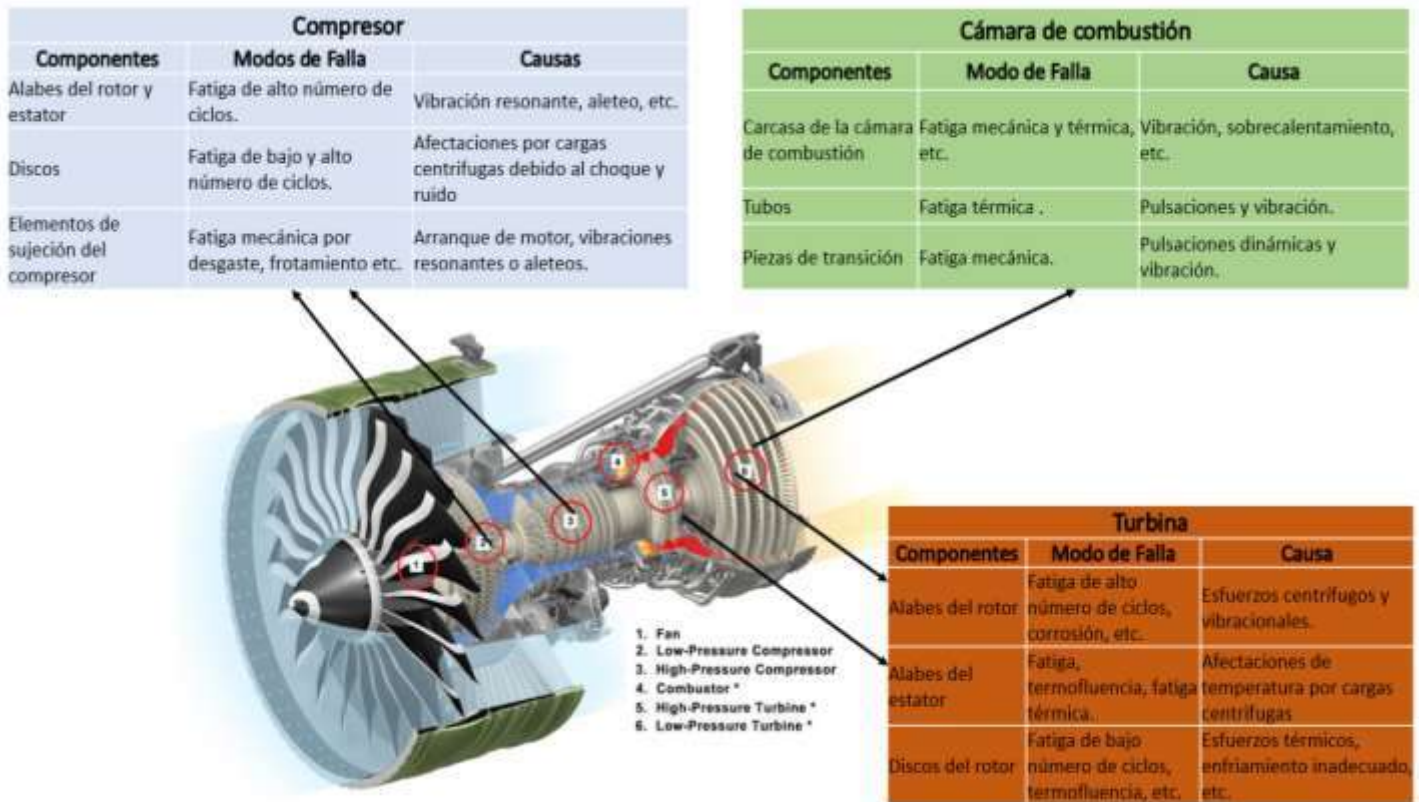 Compresor
Componentes Modos de Falla Causas
Alabes del rotor y
estator
Fatiga de alto número de
ciclos.
Vibración resonante, aleteo, etc.
Discos
Fatiga de bajo y alto
número de ciclos.
Afectaciones por cargas
centrífugas debido al choque y
ruido
Elementos de
sujeción del
compresor
Fatiga mecánica por
desgaste, frotamiento etc.
Arranque de motor, vibraciones
resonantes o aleteos.
Cámara de combustión
Componentes Modo de Falla Causa
Carcasa de la cámara
de combustión
Fatiga mecánica y térmica,
etc.
Vibración, sobrecalentamiento,
etc.
Tubos
Fatiga térmica .
Pulsaciones y vibración.
Piezas de transición
Fatiga mecánica.
Pulsaciones dinámicas y
vibración.
1
2
3
4
5
6
1. Fan
2. Low-Pressure Compressor
3. High-Pressure Compressor
4. Combustor *
5. High-Pressure Turbine *
6. Low-Pressure Turbine *
Turbina
Componentes Modo de Falla Causa
Alabes del rotor
Fatiga de alto
número de ciclos,
corrosión, etc.
Esfuerzos centrífugos y
vibracionales.
Alabes del
estator
Fatiga,
termofluencia, fatiga
térmica.
Afectaciones de
temperatura por cargas
centrífugas
Discos del rotor
Fatiga de bajo
número de ciclos,
termofluencia, etc.
Esfuerzos térmicos,
enfriamiento inadecuado,
etc.